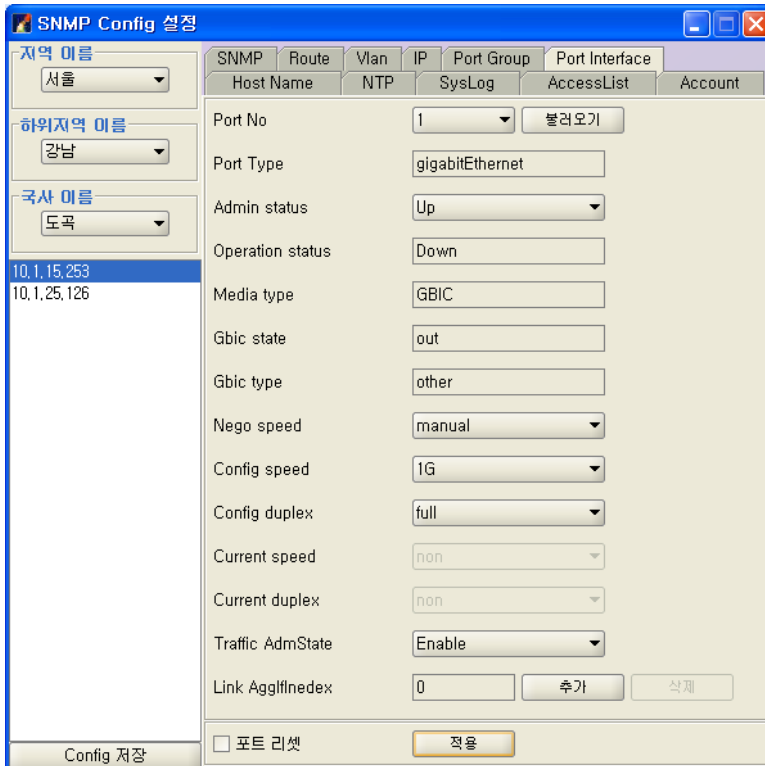 SNMP Config 설정
지역 이름
서울
하위지역 이름
강남
국사 이름
도곡
10,1,15,253
10,1,25,126
Config 저장
SNMP Route Vlan IP Port Group Port Interface
Host Name NTP SysLog AccessList Account
Port No 1 불러오기
Port Type gigabitEthernet
Admin status Up
Operation status Down
Media type GBIC
Gbic state out
Gbic type other
Nego speed manual
Config speed 1G
Config duplex full
Current speed non
Current duplex non
Traffic AdmState Enable
Link AggIfInedex 0 추가 삭제
포트 리셋 적용